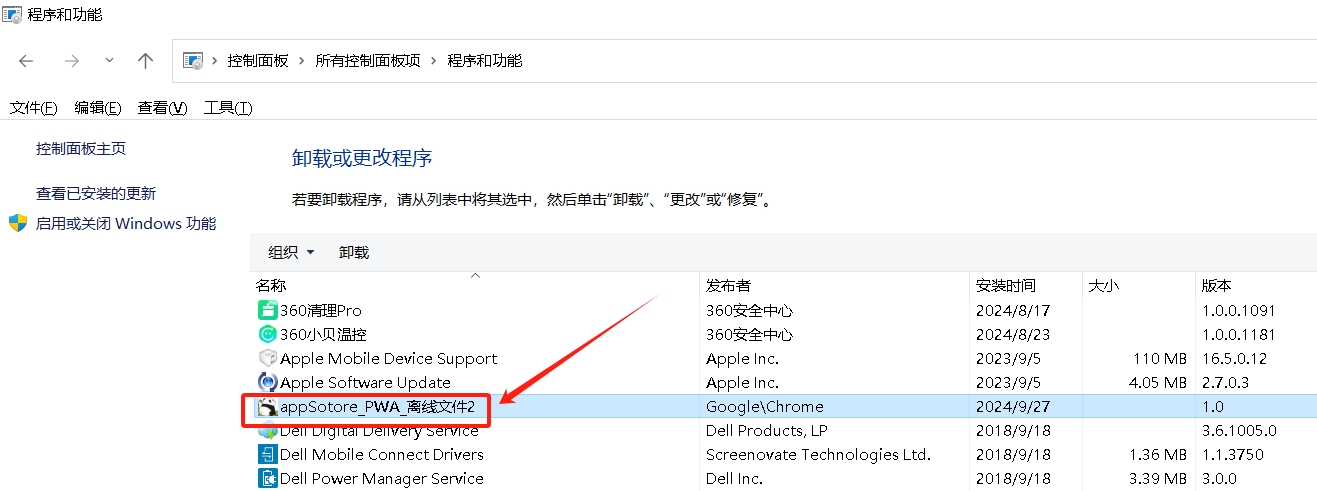 程序和功能
控制面板 › 所有控制面板项 › 程序和功能
文件(F) 编辑(E) 查看(V) 工具(T)
控制面板主页
卸载或更改程序
查看已安装的更新
若要卸载程序，请从列表中将其选中，然后单击“卸载”、“更改”或“修复”。
启用或关闭 Windows 功能
组织 卸载
名称 发布者 安装时间 大小 版本
360清理Pro 360安全中心 2024/8/17 1.0.0.1091
360小贝温控 360安全中心 2024/8/23 1.0.0.1181
Apple Mobile Device Support Apple Inc. 2023/9/5 110 MB 16.5.0.12
Apple Software Update Apple Inc. 2023/9/5 4.05 MB 2.7.0.3
appSotore_PWA_离线文件2 Google\Chrome 2024/9/27 1.0
Dell Digital Delivery Service Dell Products, LP 2018/9/18 3.6.1005.0
Dell Mobile Connect Drivers Screenovate Technologies Ltd. 2018/9/18 1.36 MB 1.1.3750
Dell Power Manager Service Dell Inc. 2018/9/18 3.39 MB 3.0.0